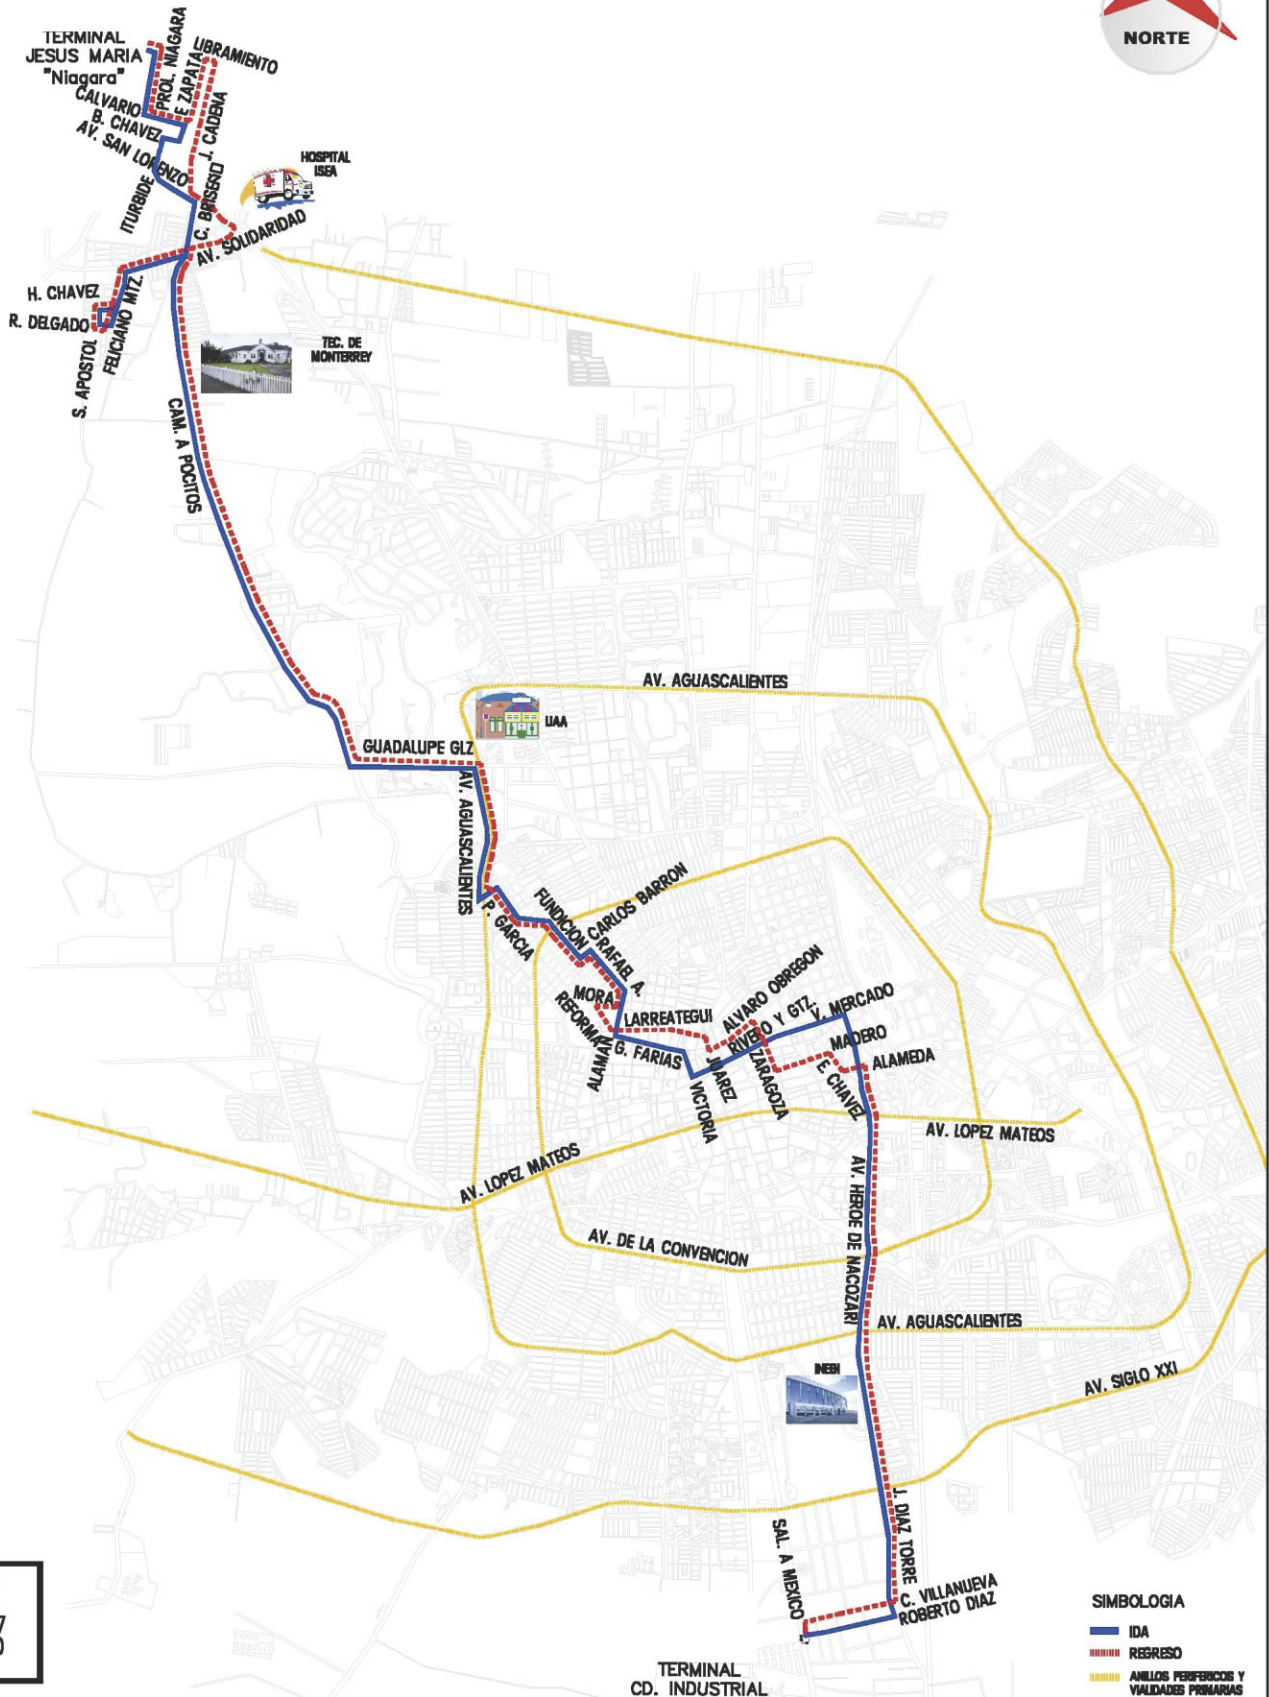 NORTE
TERMINAL
JESUS MARIA
"Niagara"
PROL. NIAGARA
E ZAPATA
LIBRAMIENTO
CALVARIO
B. CHAVEZ
AV. SAN LORENZO
J. CADENA
ITURBIDE
C. BRISEÑO
HOSPITAL
ISEA
AV. SOLIDARIDAD
H. CHAVEZ
R. DELGADO
S. APOSTOL
FELICIANO MTZ.
TEC. DE
MONTERREY
CAM. A POCITOS
AV. AGUASCALIENTES
UAA
GUADALUPE GLZ
AV. AGUASCALIENTES
P. GARCIA
FUNDICION
CARLOS BARRON
C RAFAEL A.
MORA
REFORMA
LARREATEGUI
ALVARO OBREGON
RIVERO Y GTZ.
V. MERCADO
MADERO
ALAMEDA
ALAMAN
G. FARIAS
JUAREZ
ZARAGOZA
E. CHAVEZ
VICTORIA
AV. LOPEZ MATEOS
AV. LOPEZ MATEOS
AV. HEROE DE NACOZARI
AV. DE LA CONVENCION
AV. AGUASCALIENTES
INEGI
AV. SIGLO XXI
J. DIAZ TORRE
SAL. A MEXICO
C. VILLANUEVA
ROBERTO DIAZ
TERMINAL
CD. INDUSTRIAL
SIMBOLOGIA
IDA
REGRESO
ANILLOS PERIFERICOS Y
VIALIDADES PRIMARIAS